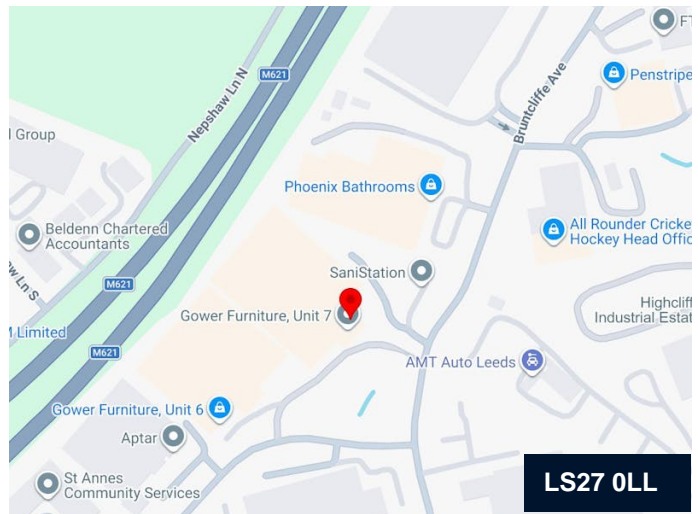 FT
M621
Penstripe
Nepshaw Ln N
Bruntcliffe Ave
l Group
Phoenix Bathrooms
Beldenn Chartered
Accountants
All Rounder Cricke
Hockey Head Offic
SaniStation
M621
w Ln S
Highcliff
Industrial Estat
Gower Furniture, Unit 7
M Limited
M621
AMT Auto Leeds
Gower Furniture, Unit 6
Aptar
St Annes
Community Services
LS27 0LL